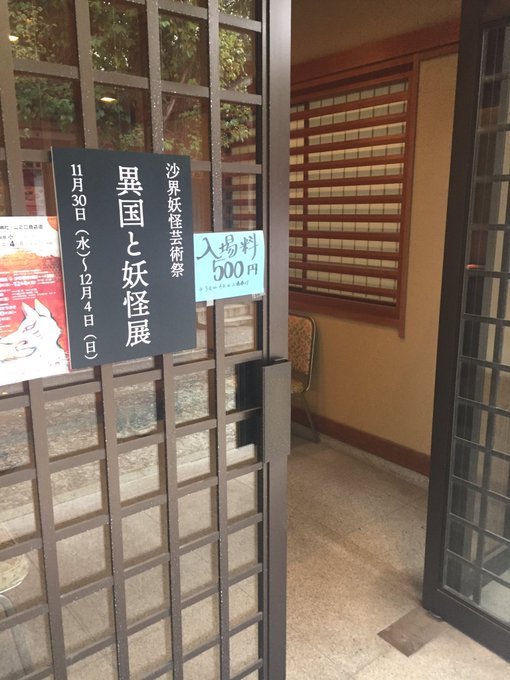 沙界妖怪芸術祭
異国と妖怪展
11月30日（水）〜12月4日（日）
入場料
500円